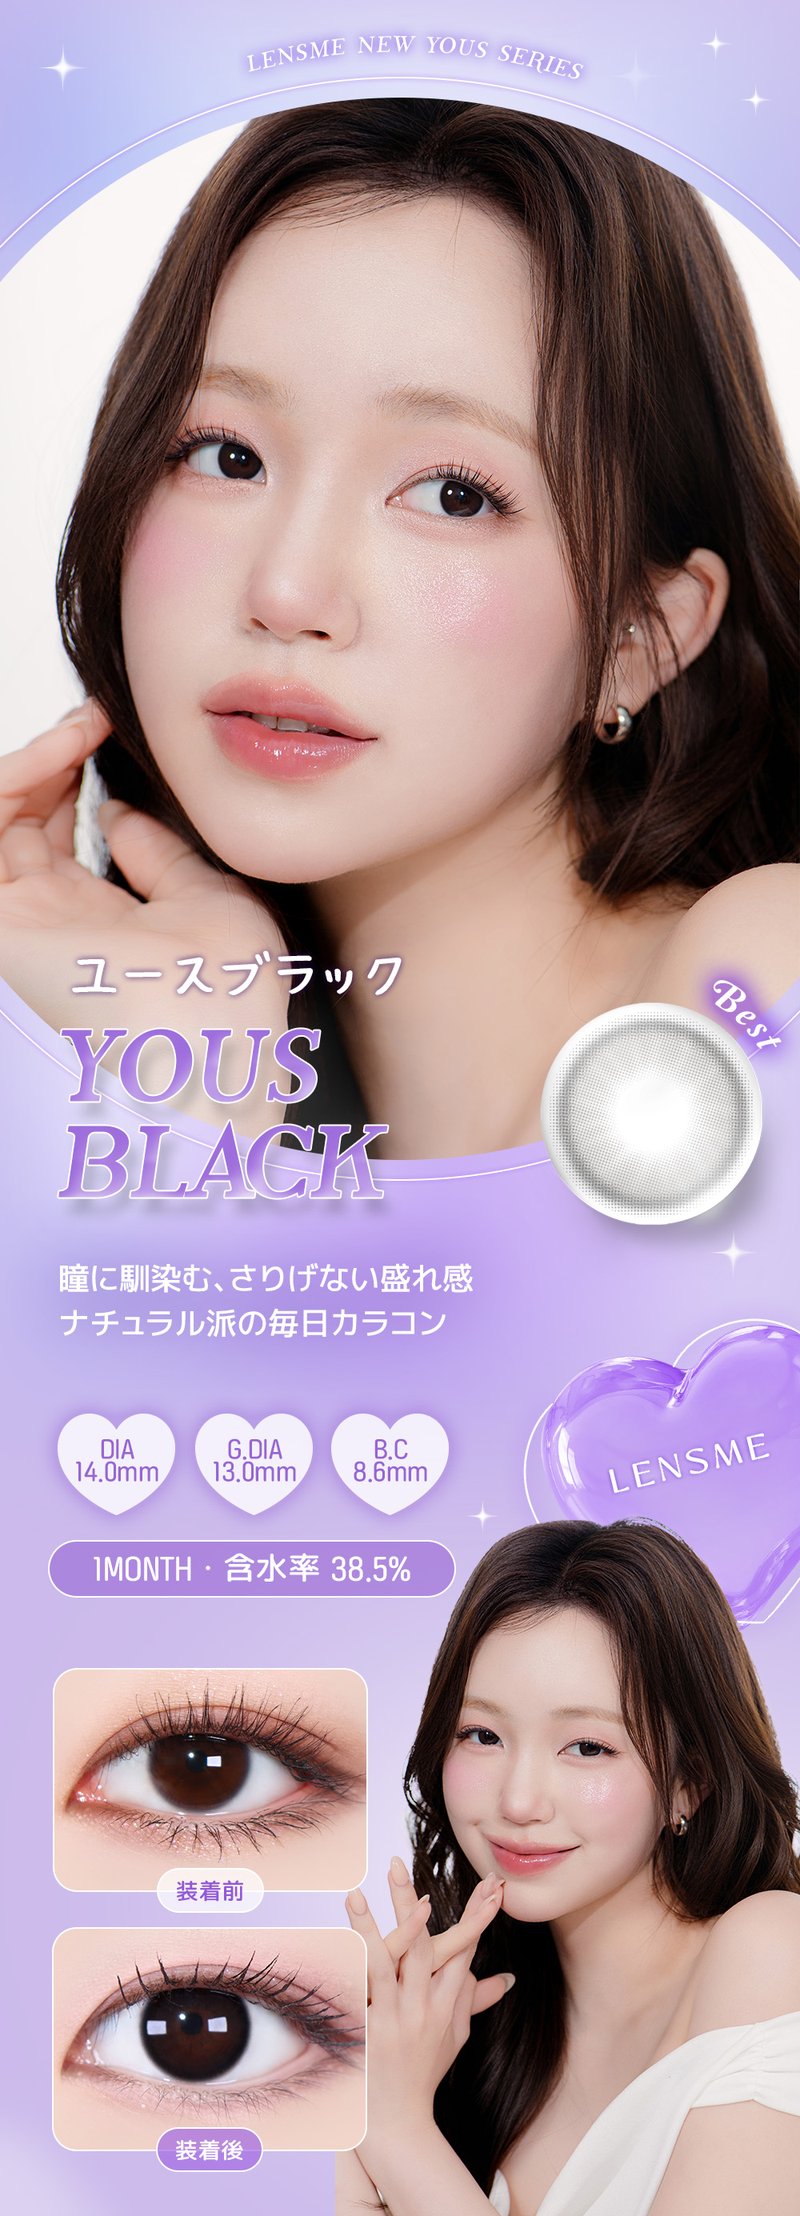 LENSME NEW YOUS SERIES
ユースブラック
YOUS
BLACK
Best
瞳に馴染む、さりげない盛れ感
ナチュラル派の毎日カラコン
DIA
14.0mm
G.DIA
13.0mm
B.C
8.6mm
LENSME
1MONTH・含水率 38.5%
装着前
装着後